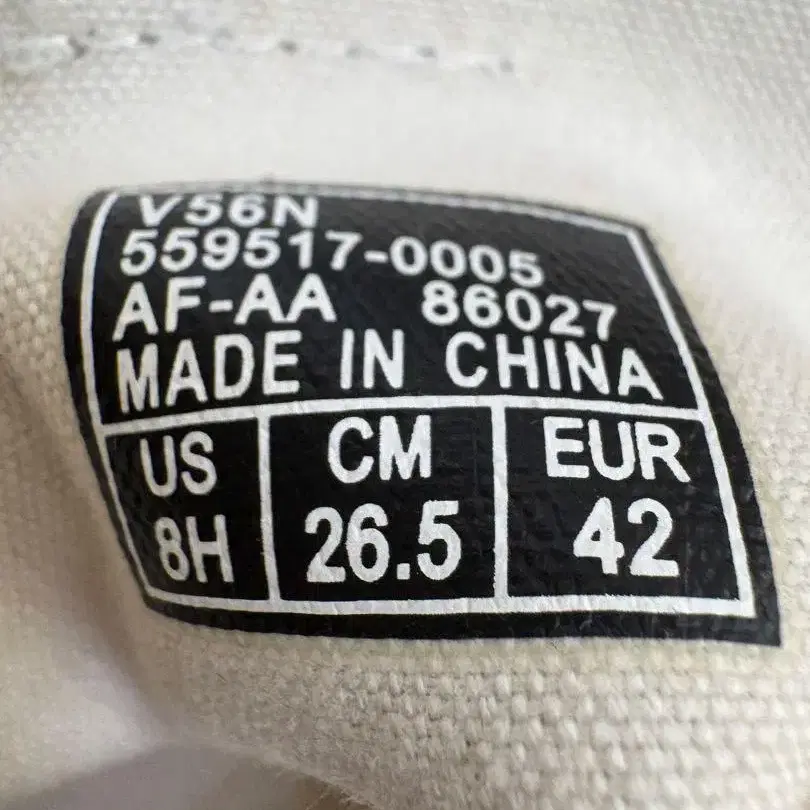 V56N
559517-0005
AF-AA 86027
MADE IN CHINA
US CM EUR
8H 26.5 42